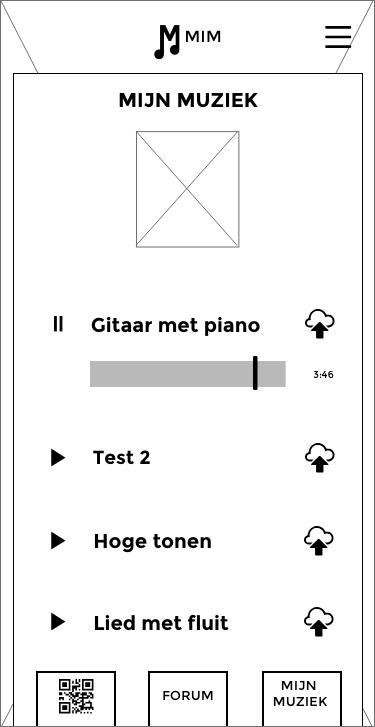 MIM
MIJN MUZIEK
Gitaar met piano
3:46
Test 2
Hoge tonen
Lied met fluit
FORUM
MIJN
MUZIEK